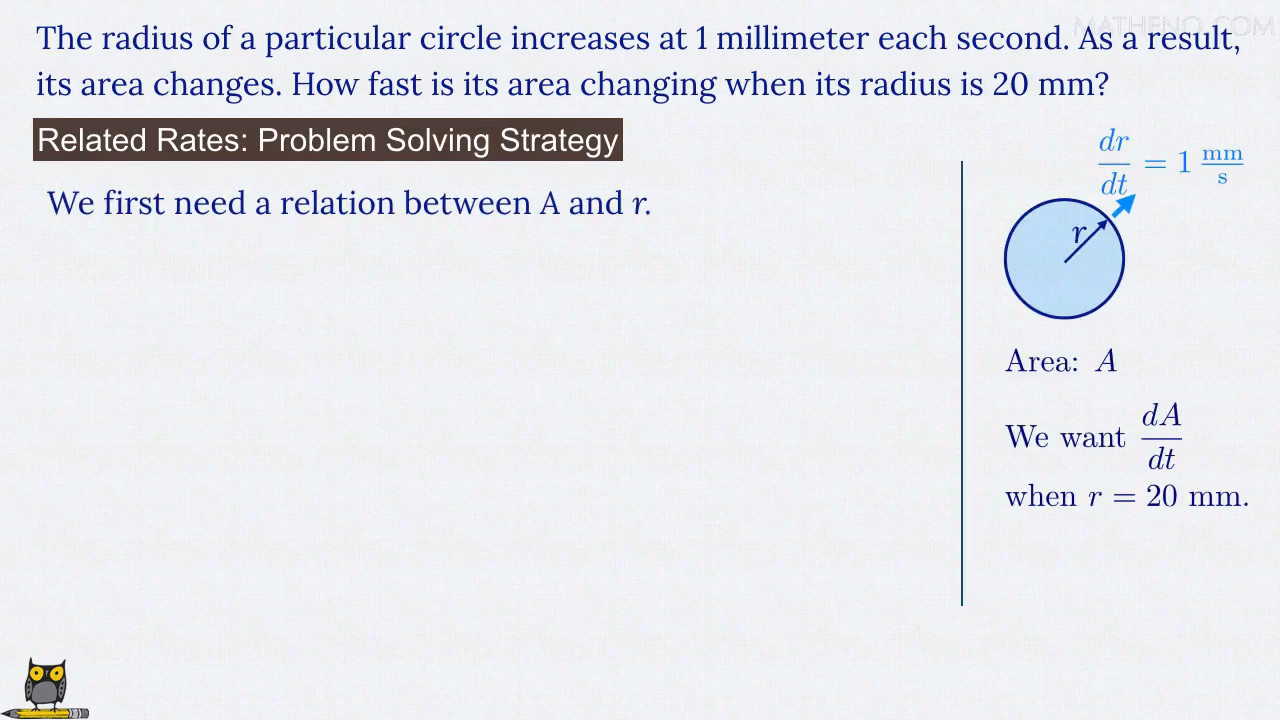 MATHENO.COM
The radius of a particular circle increases at 1 millimeter each second. As a result,
its area changes. How fast is its area changing when its radius is 20 mm?
Related Rates: Problem Solving Strategy
We first need a relation between A and r.
dr/dt = 1 mm/s
r
Area: A
We want dA/dt
when r = 20 mm.